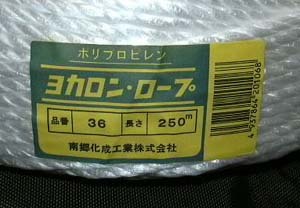 ポリプロピレン
ヨカロン・ロープ
品番 36 長さ 250m
南郷化成工業株式会社
4 937864 201068